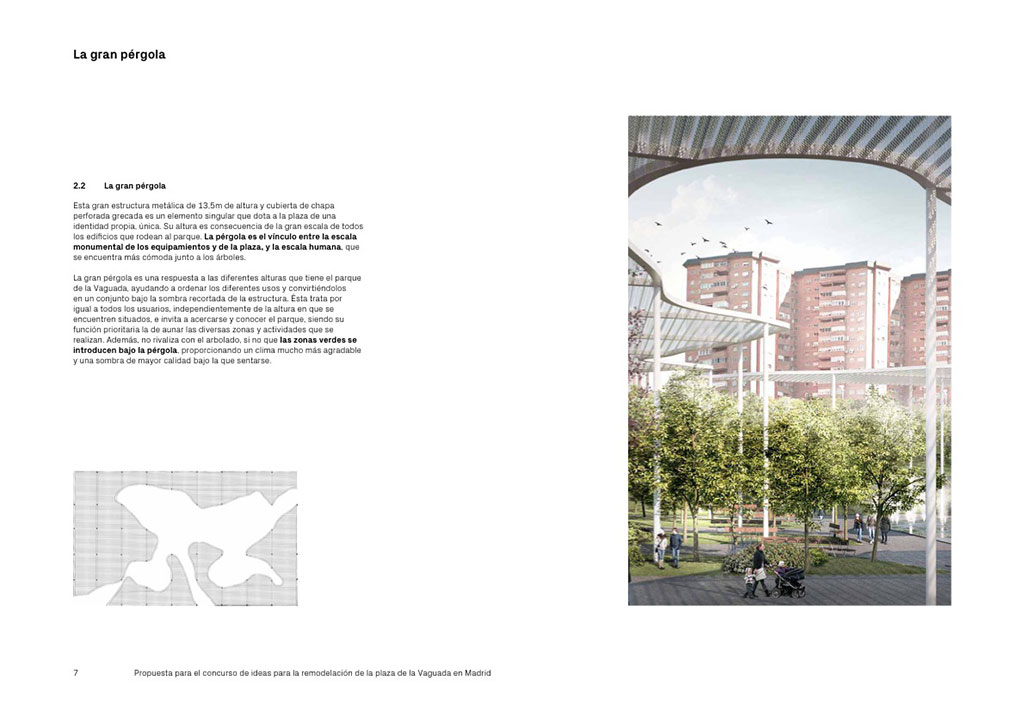 La gran pérgola
2.2 La gran pérgola
Esta gran estructura metálica de 13,5m de altura y cubierta de chapa
perforada grecada es un elemento singular que dota a la plaza de una
identidad propia, única. Su altura es consecuencia de la gran escala de todos
los edificios que rodean al parque. La pérgola es el vínculo entre la escala
monumental de los equipamientos y de la plaza, y la escala humana, que
se encuentra más cómoda junto a los árboles.
La gran pérgola es una respuesta a las diferentes alturas que tiene el parque
de la Vaguada, ayudando a ordenar los diferentes usos y convirtiéndolos
en un conjunto bajo la sombra recortada de la estructura. Esta trata por
igual a todos los usuarios, independientemente de la altura en que se
encuentren situados, e invita a acercarse y conocer el parque, siendo su
función prioritaria la de aunar las diversas zonas y actividades que se
realizan. Además, no rivaliza con el arbolado, si no que las zonas verdes se
introducen bajo la pérgola, proporcionando un clima mucho más agradable
y una sombra de mayor calidad bajo la que sentarse.
7 Propuesta para el concurso de ideas para la remodelación de la plaza de la Vaguada en Madrid